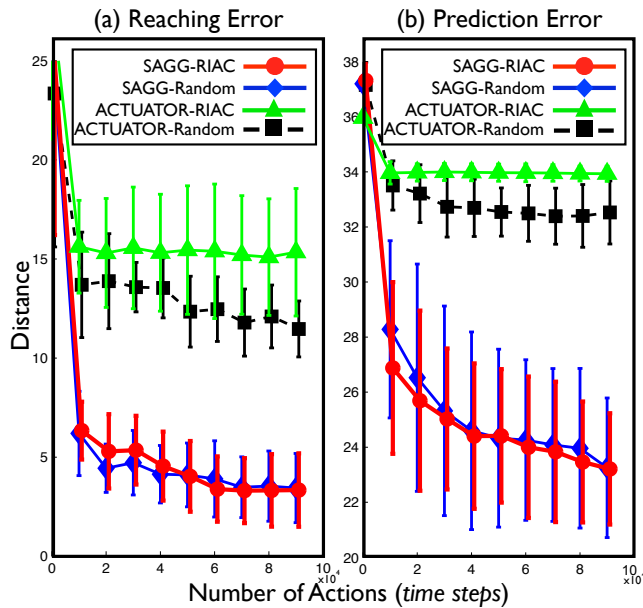 (a) Reaching Error
(b) Prediction Error
25
20
15
10
5
0
SAGG-RIAC
SAGG-Random
ACTUATOR-RIAC
ACTUATOR-Random
38
36
34
32
30
28
26
24
22
20
SAGG-RIAC
SAGG-Random
ACTUATOR-RIAC
ACTUATOR-Random
Distance
0 2 4 6 8 10
×10⁴
0 2 4 6 8 10
Number of Actions (time steps)